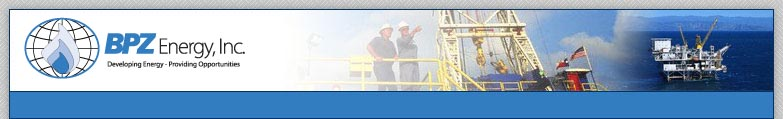 BPZ Energy, Inc.
Developing Energy - Providing Opportunities